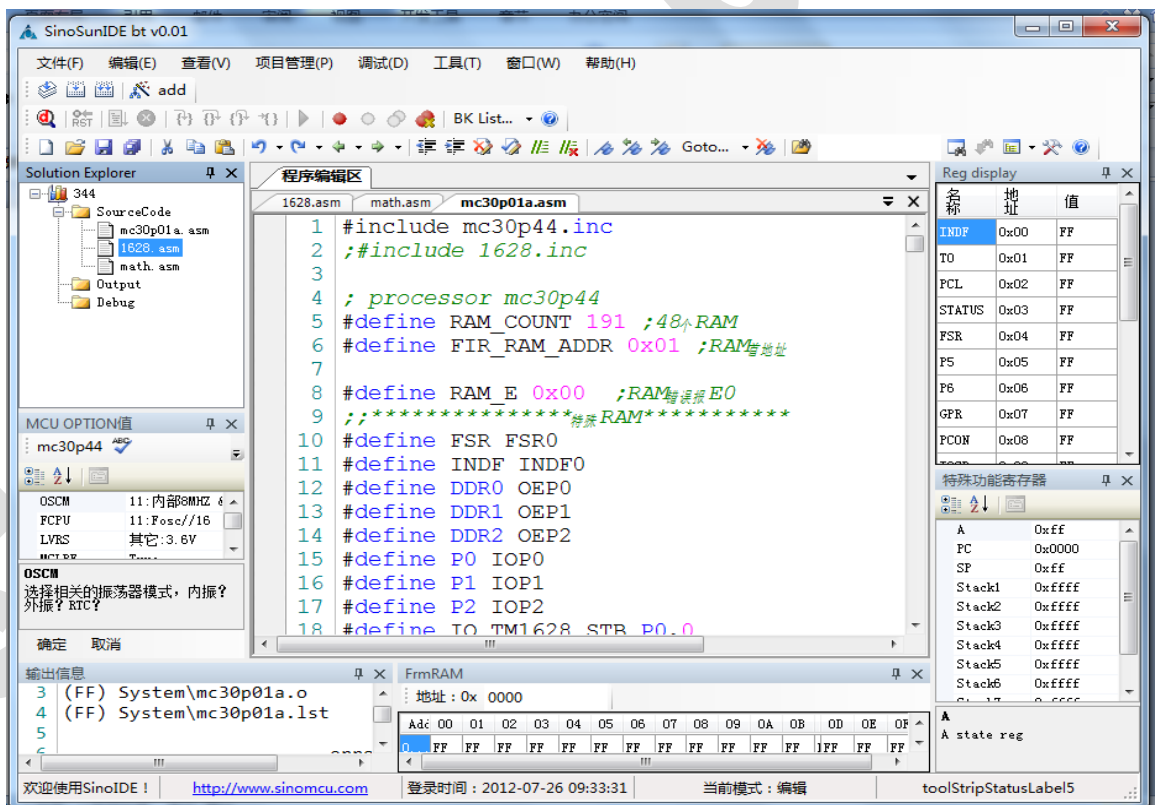 SinoSunIDE bt v0.01
文件(F) 编辑(E) 查看(V) 项目管理(P) 调试(D) 工具(T) 窗口(W) 帮助(H)
add
RST BK List...
Goto...
Solution Explorer
344
SourceCode
mc30p01a.asm
1628.asm
math.asm
Output
Debug
MCU OPTION值
mc30p44
OSCM 11:内部8MHZ
FCPU 11:Fosc//16
LVRS 其它:3.6V
OSCM
选择相关的振荡器模式，内振?
外振? RTC?
确定 取消
程序编辑区
1628.asm math.asm mc30p01a.asm
1 #include mc30p44.inc
2 ;#include 1628.inc
3
4 ; processor mc30p44
5 #define RAM_COUNT 191 ;48个RAM
6 #define FIR_RAM_ADDR 0x01 ;RAM首地址
7
8 #define RAM_E 0x00 ;RAM错误报E0
9 ;;***************特殊RAM***********
10 #define FSR FSR0
11 #define INDF INDF0
12 #define DDR0 OEP0
13 #define DDR1 OEP1
14 #define DDR2 OEP2
15 #define P0 IOP0
16 #define P1 IOP1
17 #define P2 IOP2
18 #define IO_TM1628_STB P0.0
Reg display
名称 地址 值
INDF 0x00 FF
T0 0x01 FF
PCL 0x02 FF
STATUS 0x03 FF
FSR 0x04 FF
P5 0x05 FF
P6 0x06 FF
GPR 0x07 FF
PCON 0x08 FF
特殊功能寄存器
A 0xff
PC 0x0000
SP 0xff
Stack1 0xffff
Stack2 0xffff
Stack3 0xffff
Stack4 0xffff
Stack5 0xffff
Stack6 0xffff
A
A state reg
输出信息
3 (FF) System\mc30p01a.o
4 (FF) System\mc30p01a.lst
5
6
FrmRAM
地址：0x 0000
Adc 00 01 02 03 04 05 06 07 08 09 0A 0B 0D 0E 0F
0... FF FF FF FF FF FF FF FF FF FF FF FF 1FF FF FF
欢迎使用SinoIDE！ http://www.sinomcu.com 登录时间：2012-07-26 09:33:31 当前模式：编辑 toolStripStatusLabel5